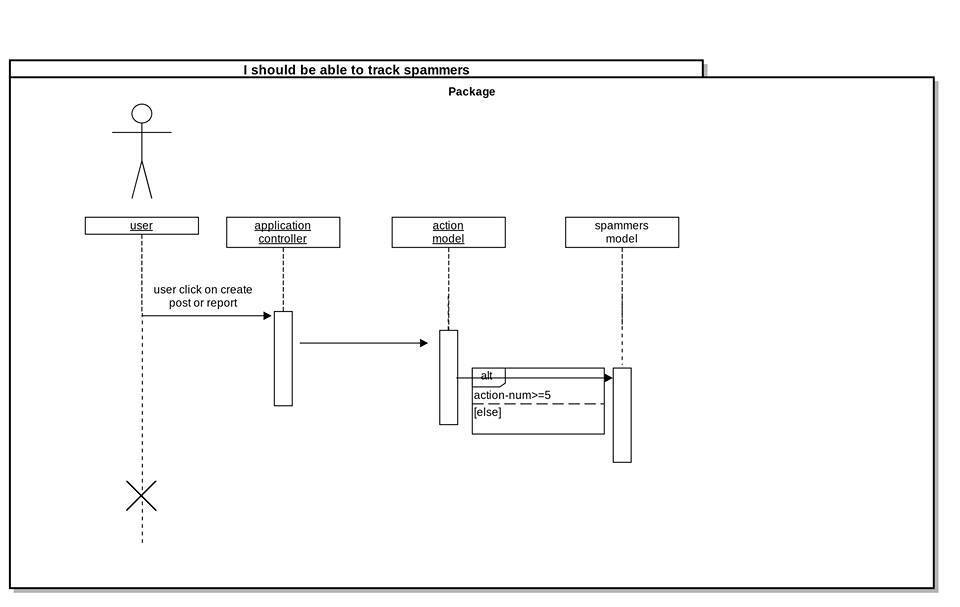 I should be able to track spammers
Package
user
application
controller
action
model
spammers
model
user click on create
post or report
alt
action-num>=5
[else]